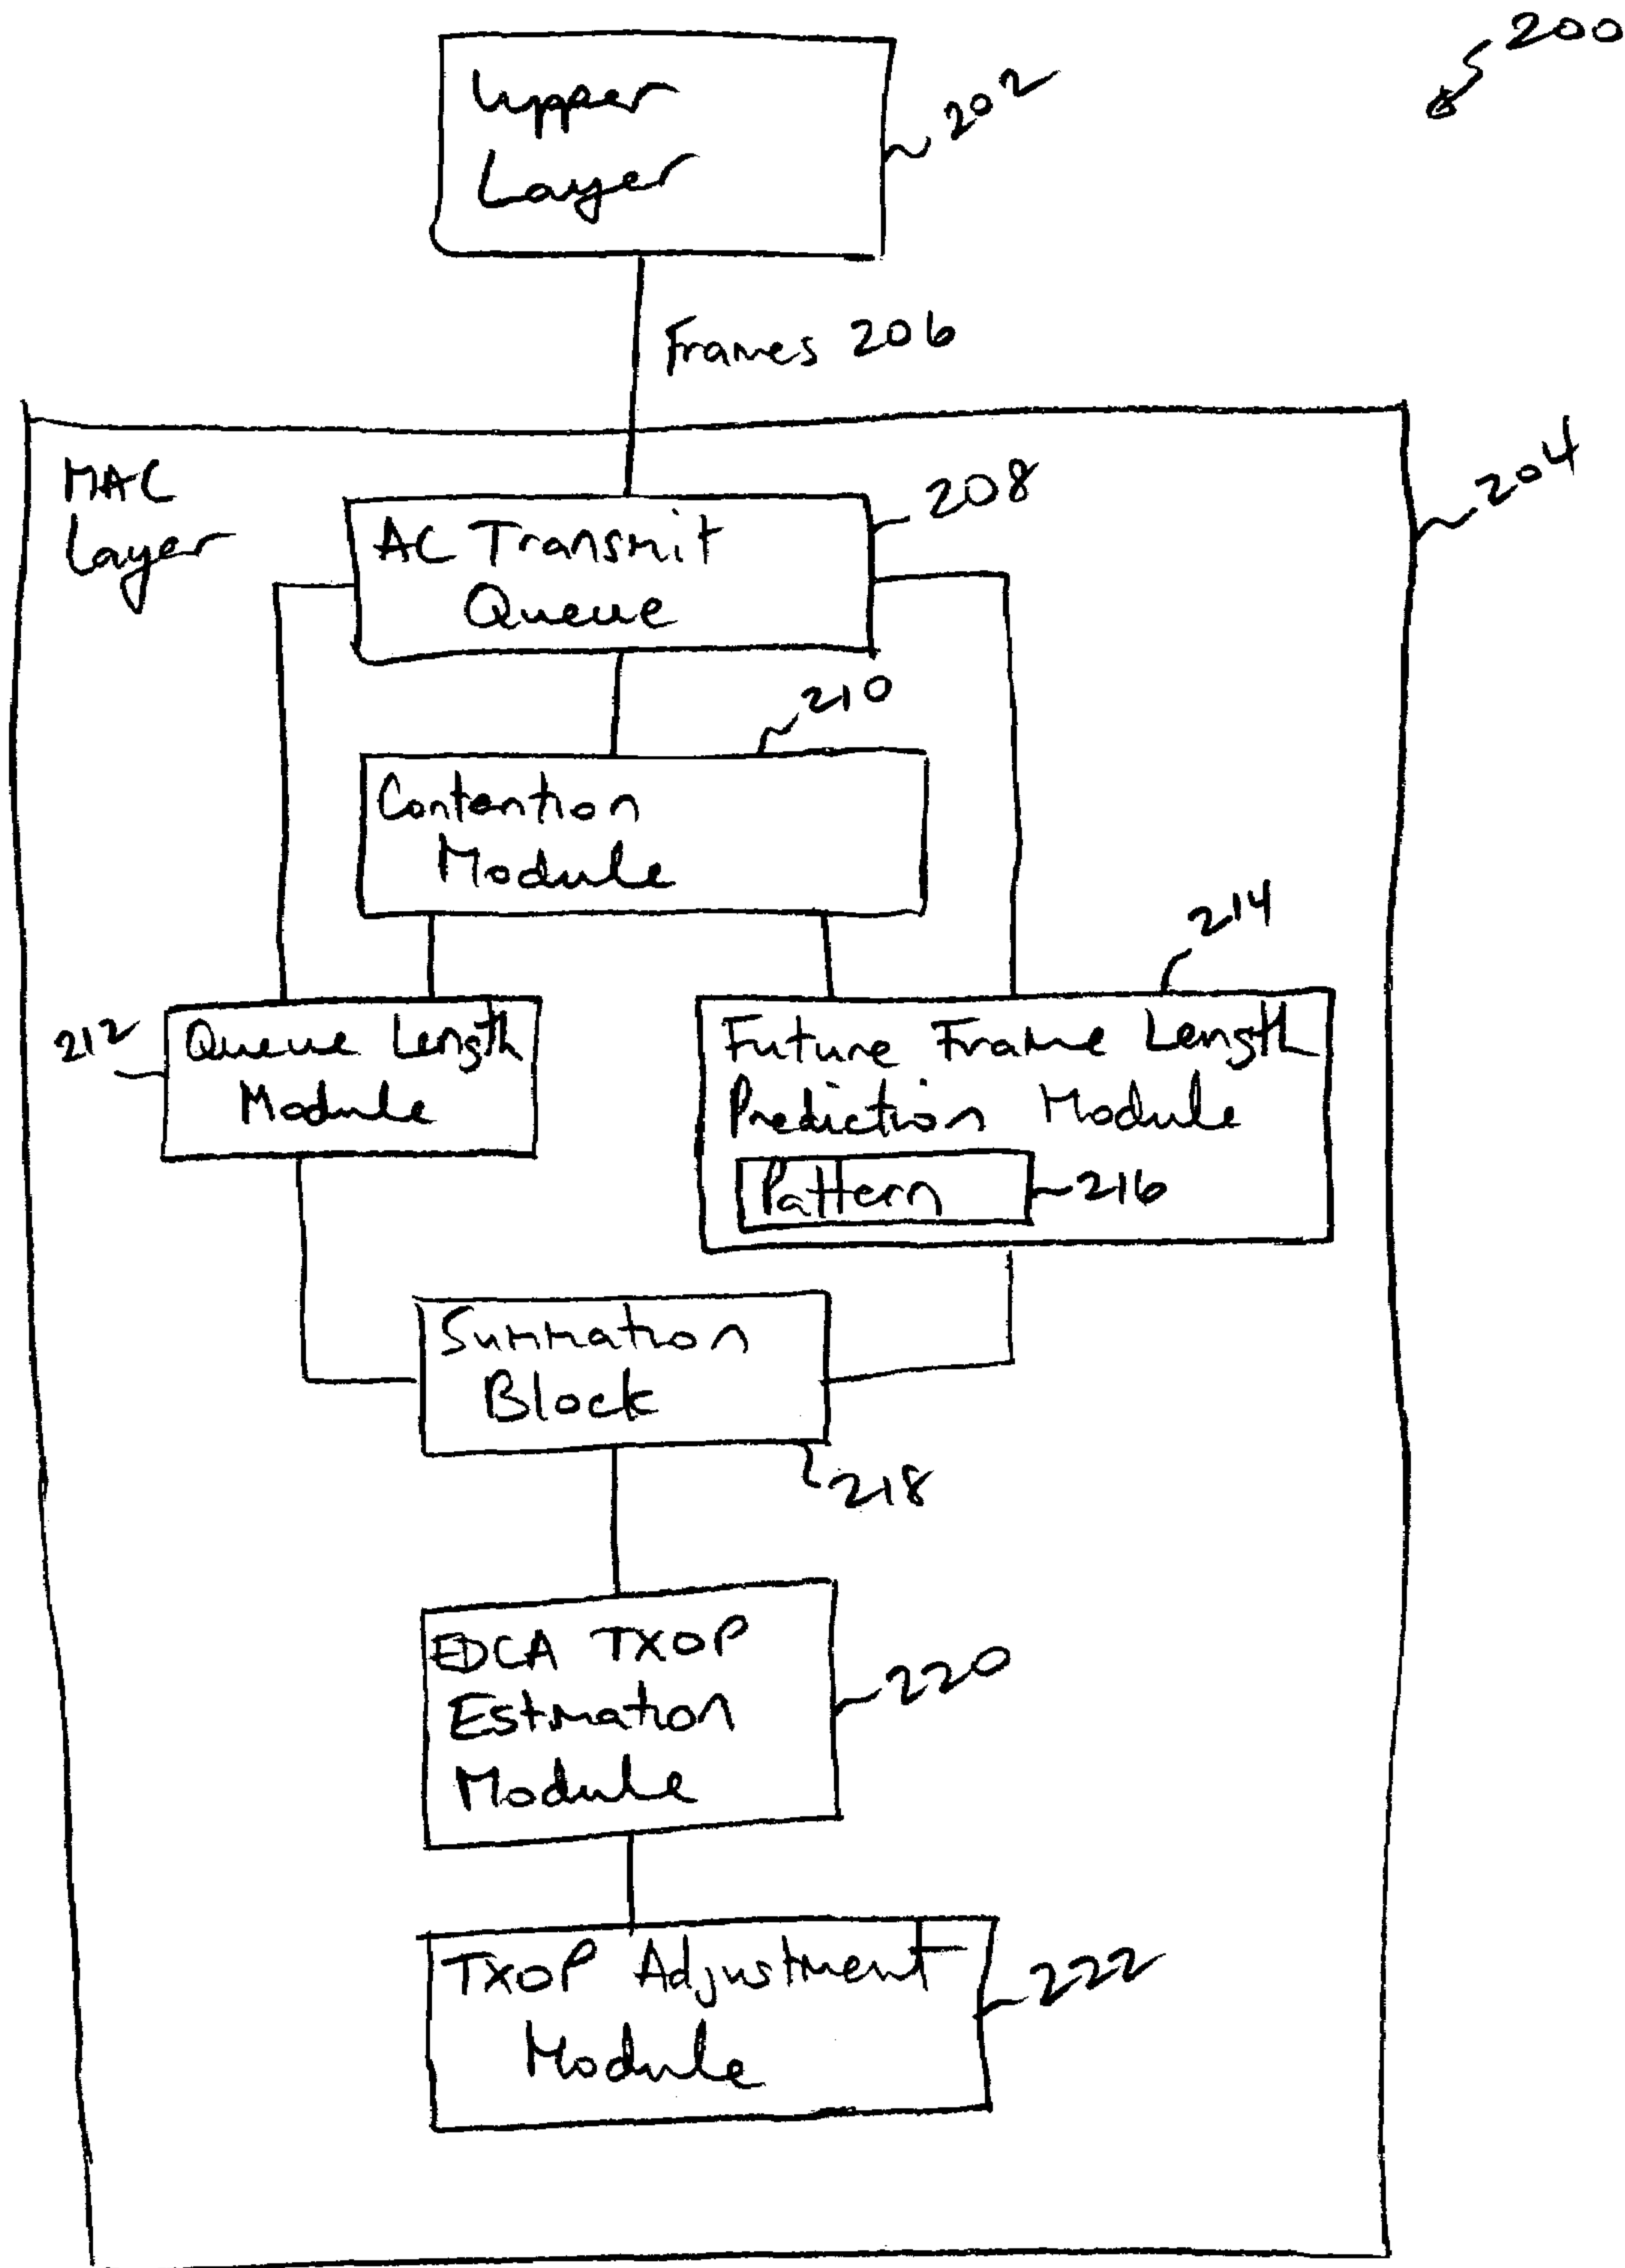 200
Upper
Layer
202
Frames 206
MAC
Layer
204
AC Transmit
Queue
208
210
Contention
Module
214
212
Queue Length
Module
Future Frame Length
Prediction Module
Pattern
216
Summation
Block
218
EDCA TXOP
Estimation
Module
220
TXOP Adjustment
Module
222